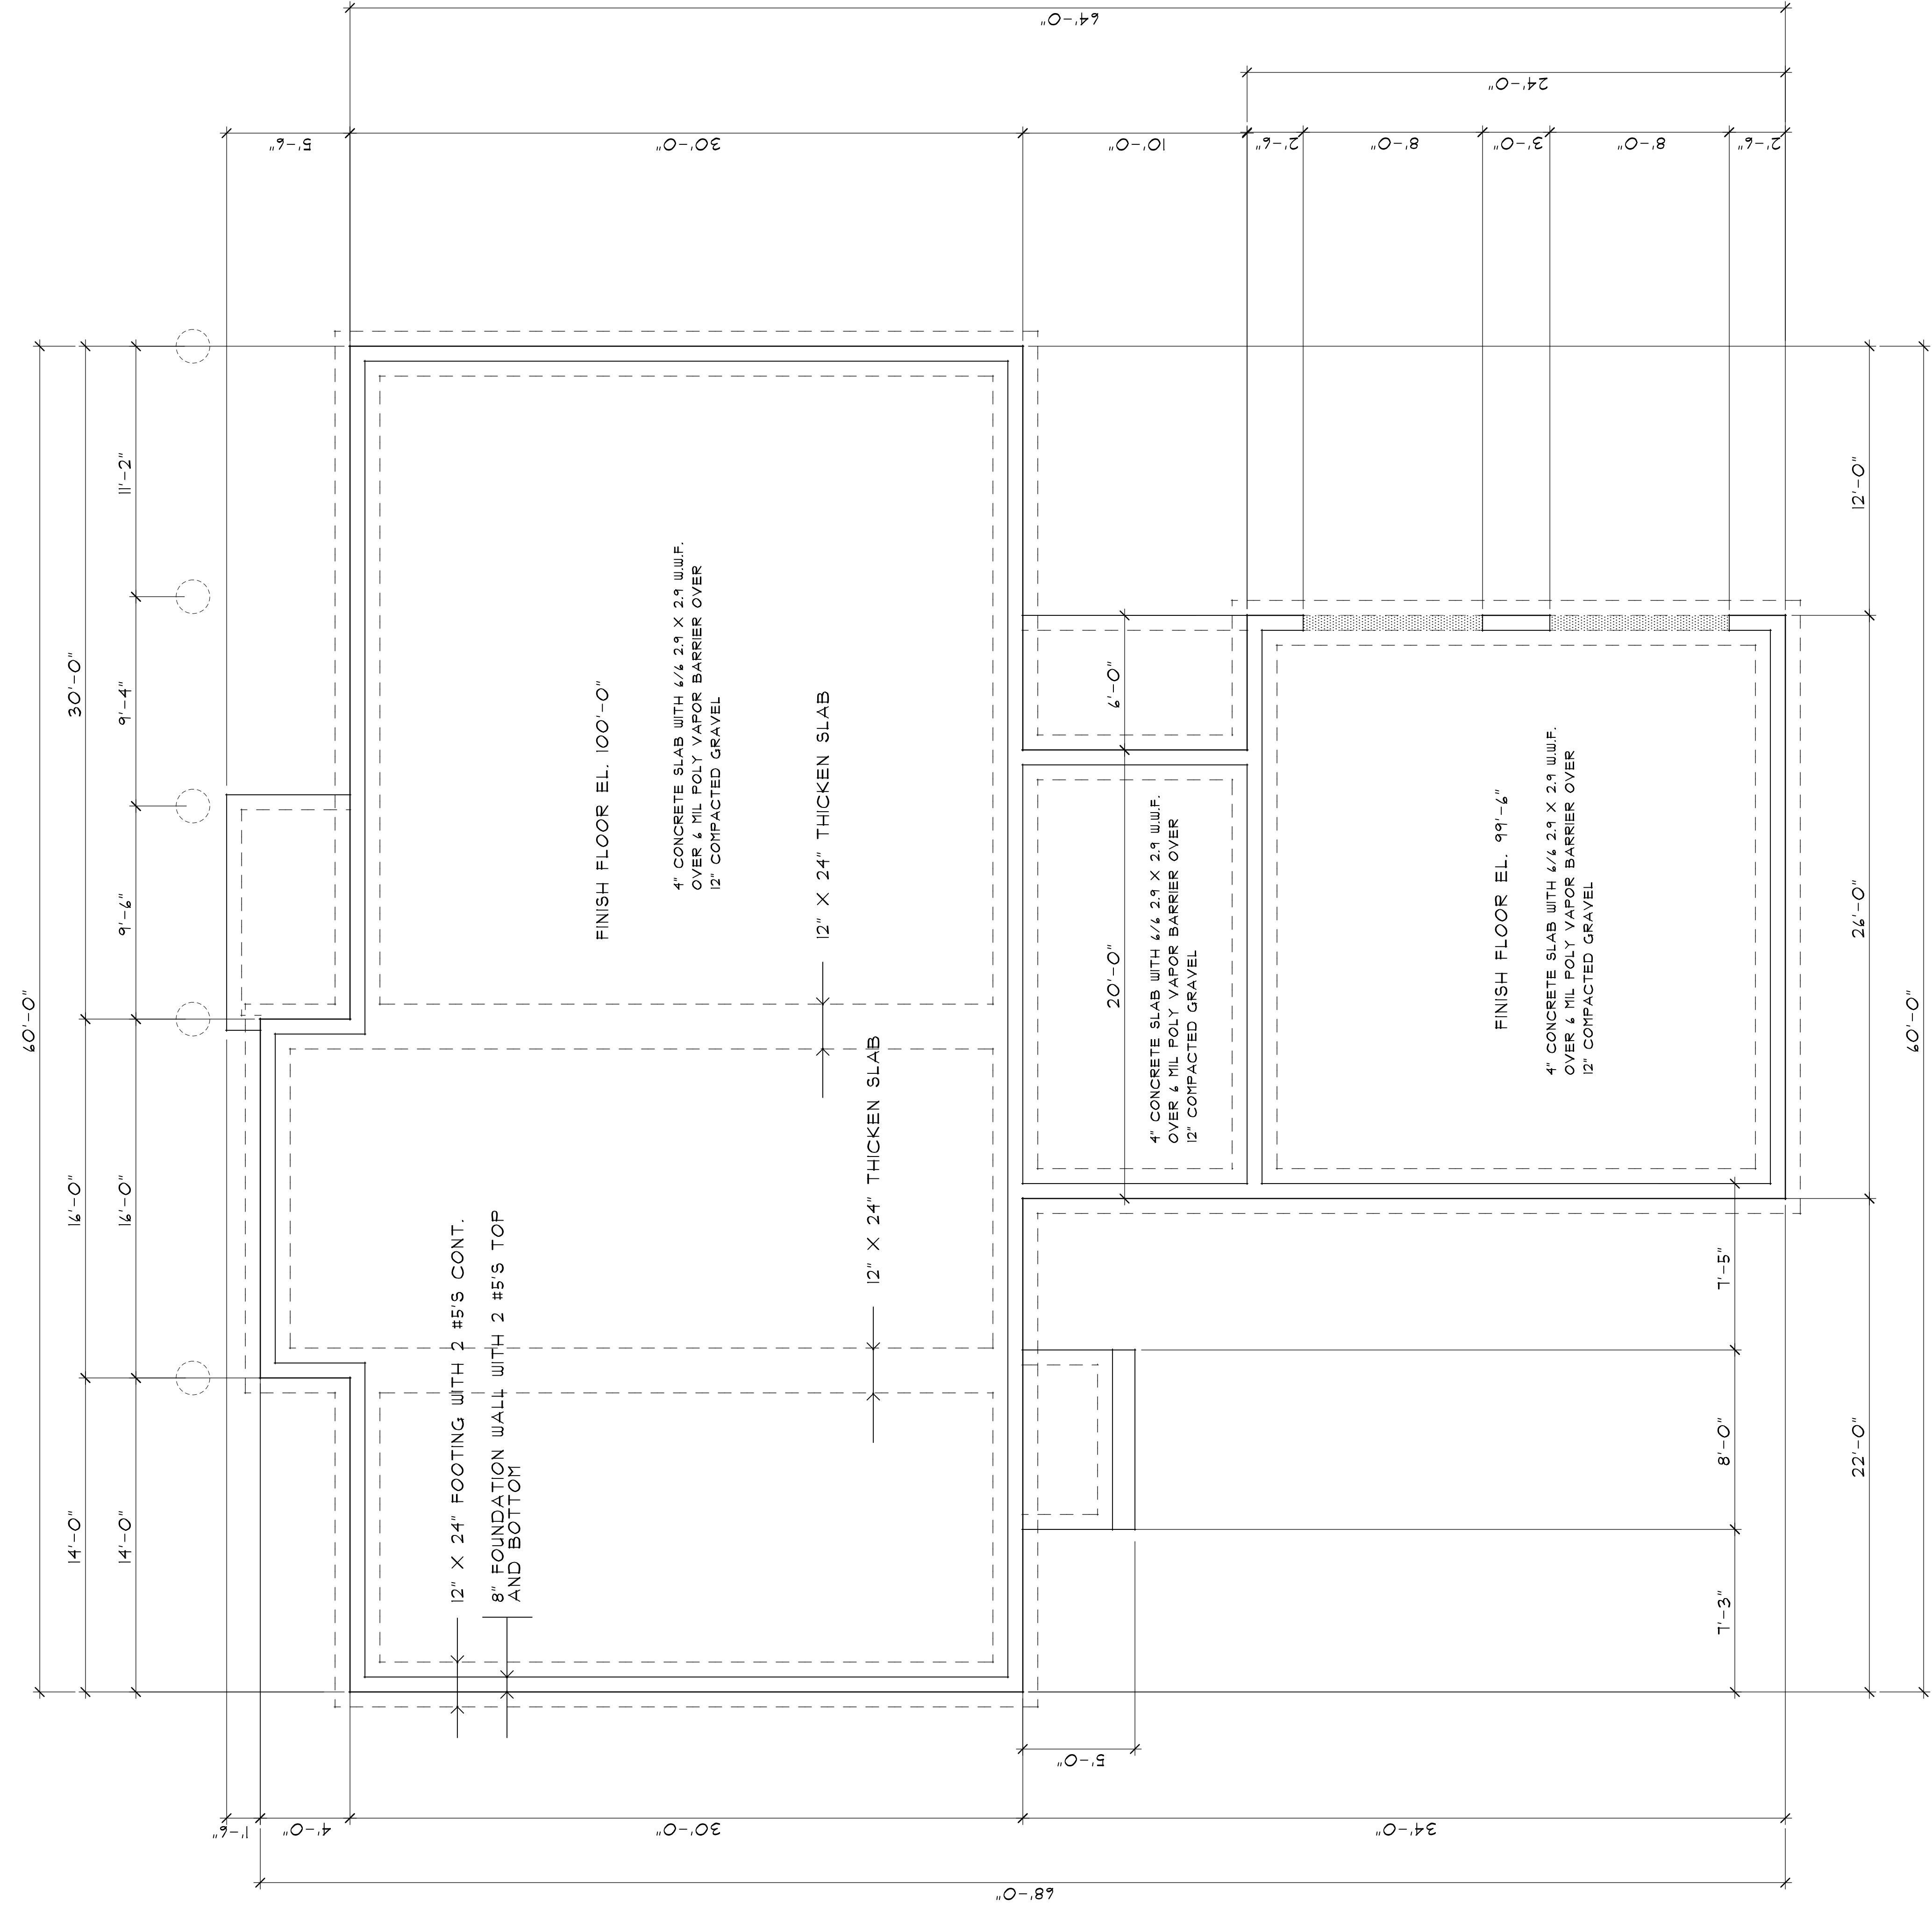 64'-0"
24'-0"
5'-6"
30'-0"
10'-0"
2'-6"
8'-0"
3'-0"
8'-0"
2'-6"
60'-0"
30'-0"
16'-0"
14'-0"
11'-2"
9'-4"
9'-6"
16'-0"
14'-0"
FINISH FLOOR EL. 100'-0"
4" CONCRETE SLAB WITH 6/6 2.9 X 2.9 W.W.F.
OVER 6 MIL POLY VAPOR BARRIER OVER
12" COMPACTED GRAVEL
12" X 24" THICKEN SLAB
12" X 24" THICKEN SLAB
12" X 24" FOOTING WITH 2 #5'S CONT.
8" FOUNDATION WALL WITH 2 #5'S TOP
AND BOTTOM
6'-0"
20'-0"
4" CONCRETE SLAB WITH 6/6 2.9 X 2.9 W.W.F.
OVER 6 MIL POLY VAPOR BARRIER OVER
12" COMPACTED GRAVEL
FINISH FLOOR EL. 99'-6"
4" CONCRETE SLAB WITH 6/6 2.9 X 2.9 W.W.F.
OVER 6 MIL POLY VAPOR BARRIER OVER
12" COMPACTED GRAVEL
7'-5"
8'-0"
7'-3"
12'-0"
26'-0"
22'-0"
60'-0"
5'-0"
1'-6"
4'-0"
30'-0"
34'-0"
68'-0"